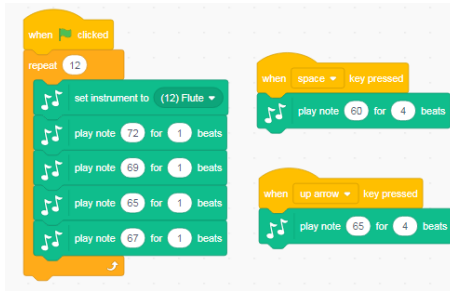 when clicked
repeat 12
set instrument to (12) Flute
play note 72 for 1 beats
play note 69 for 1 beats
play note 65 for 1 beats
play note 67 for 1 beats
when space key pressed
play note 60 for 4 beats
when up arrow key pressed
play note 65 for 4 beats